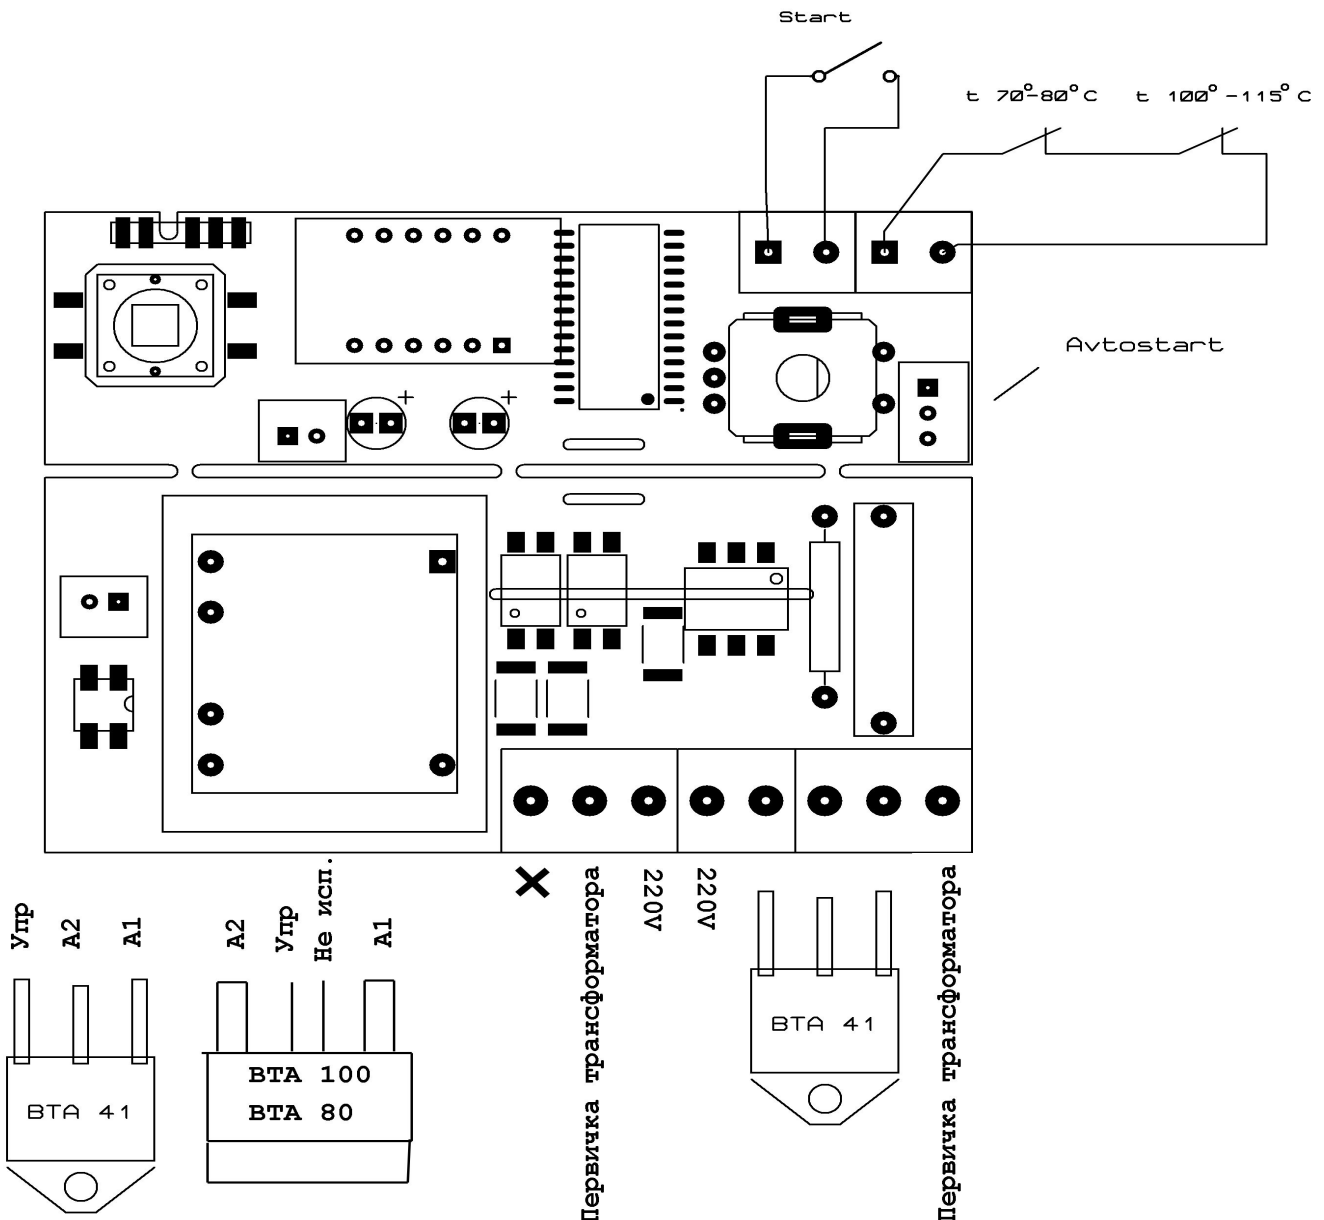 Start
t 70°-80°C
t 100°-115°C
Avtostart
Упр
A2
A1
A2
Упр
Не исп.
A1
Первичка трансформатора
220V
220V
Первичка трансформатора
BTA 41
BTA 100
BTA 80
BTA 41